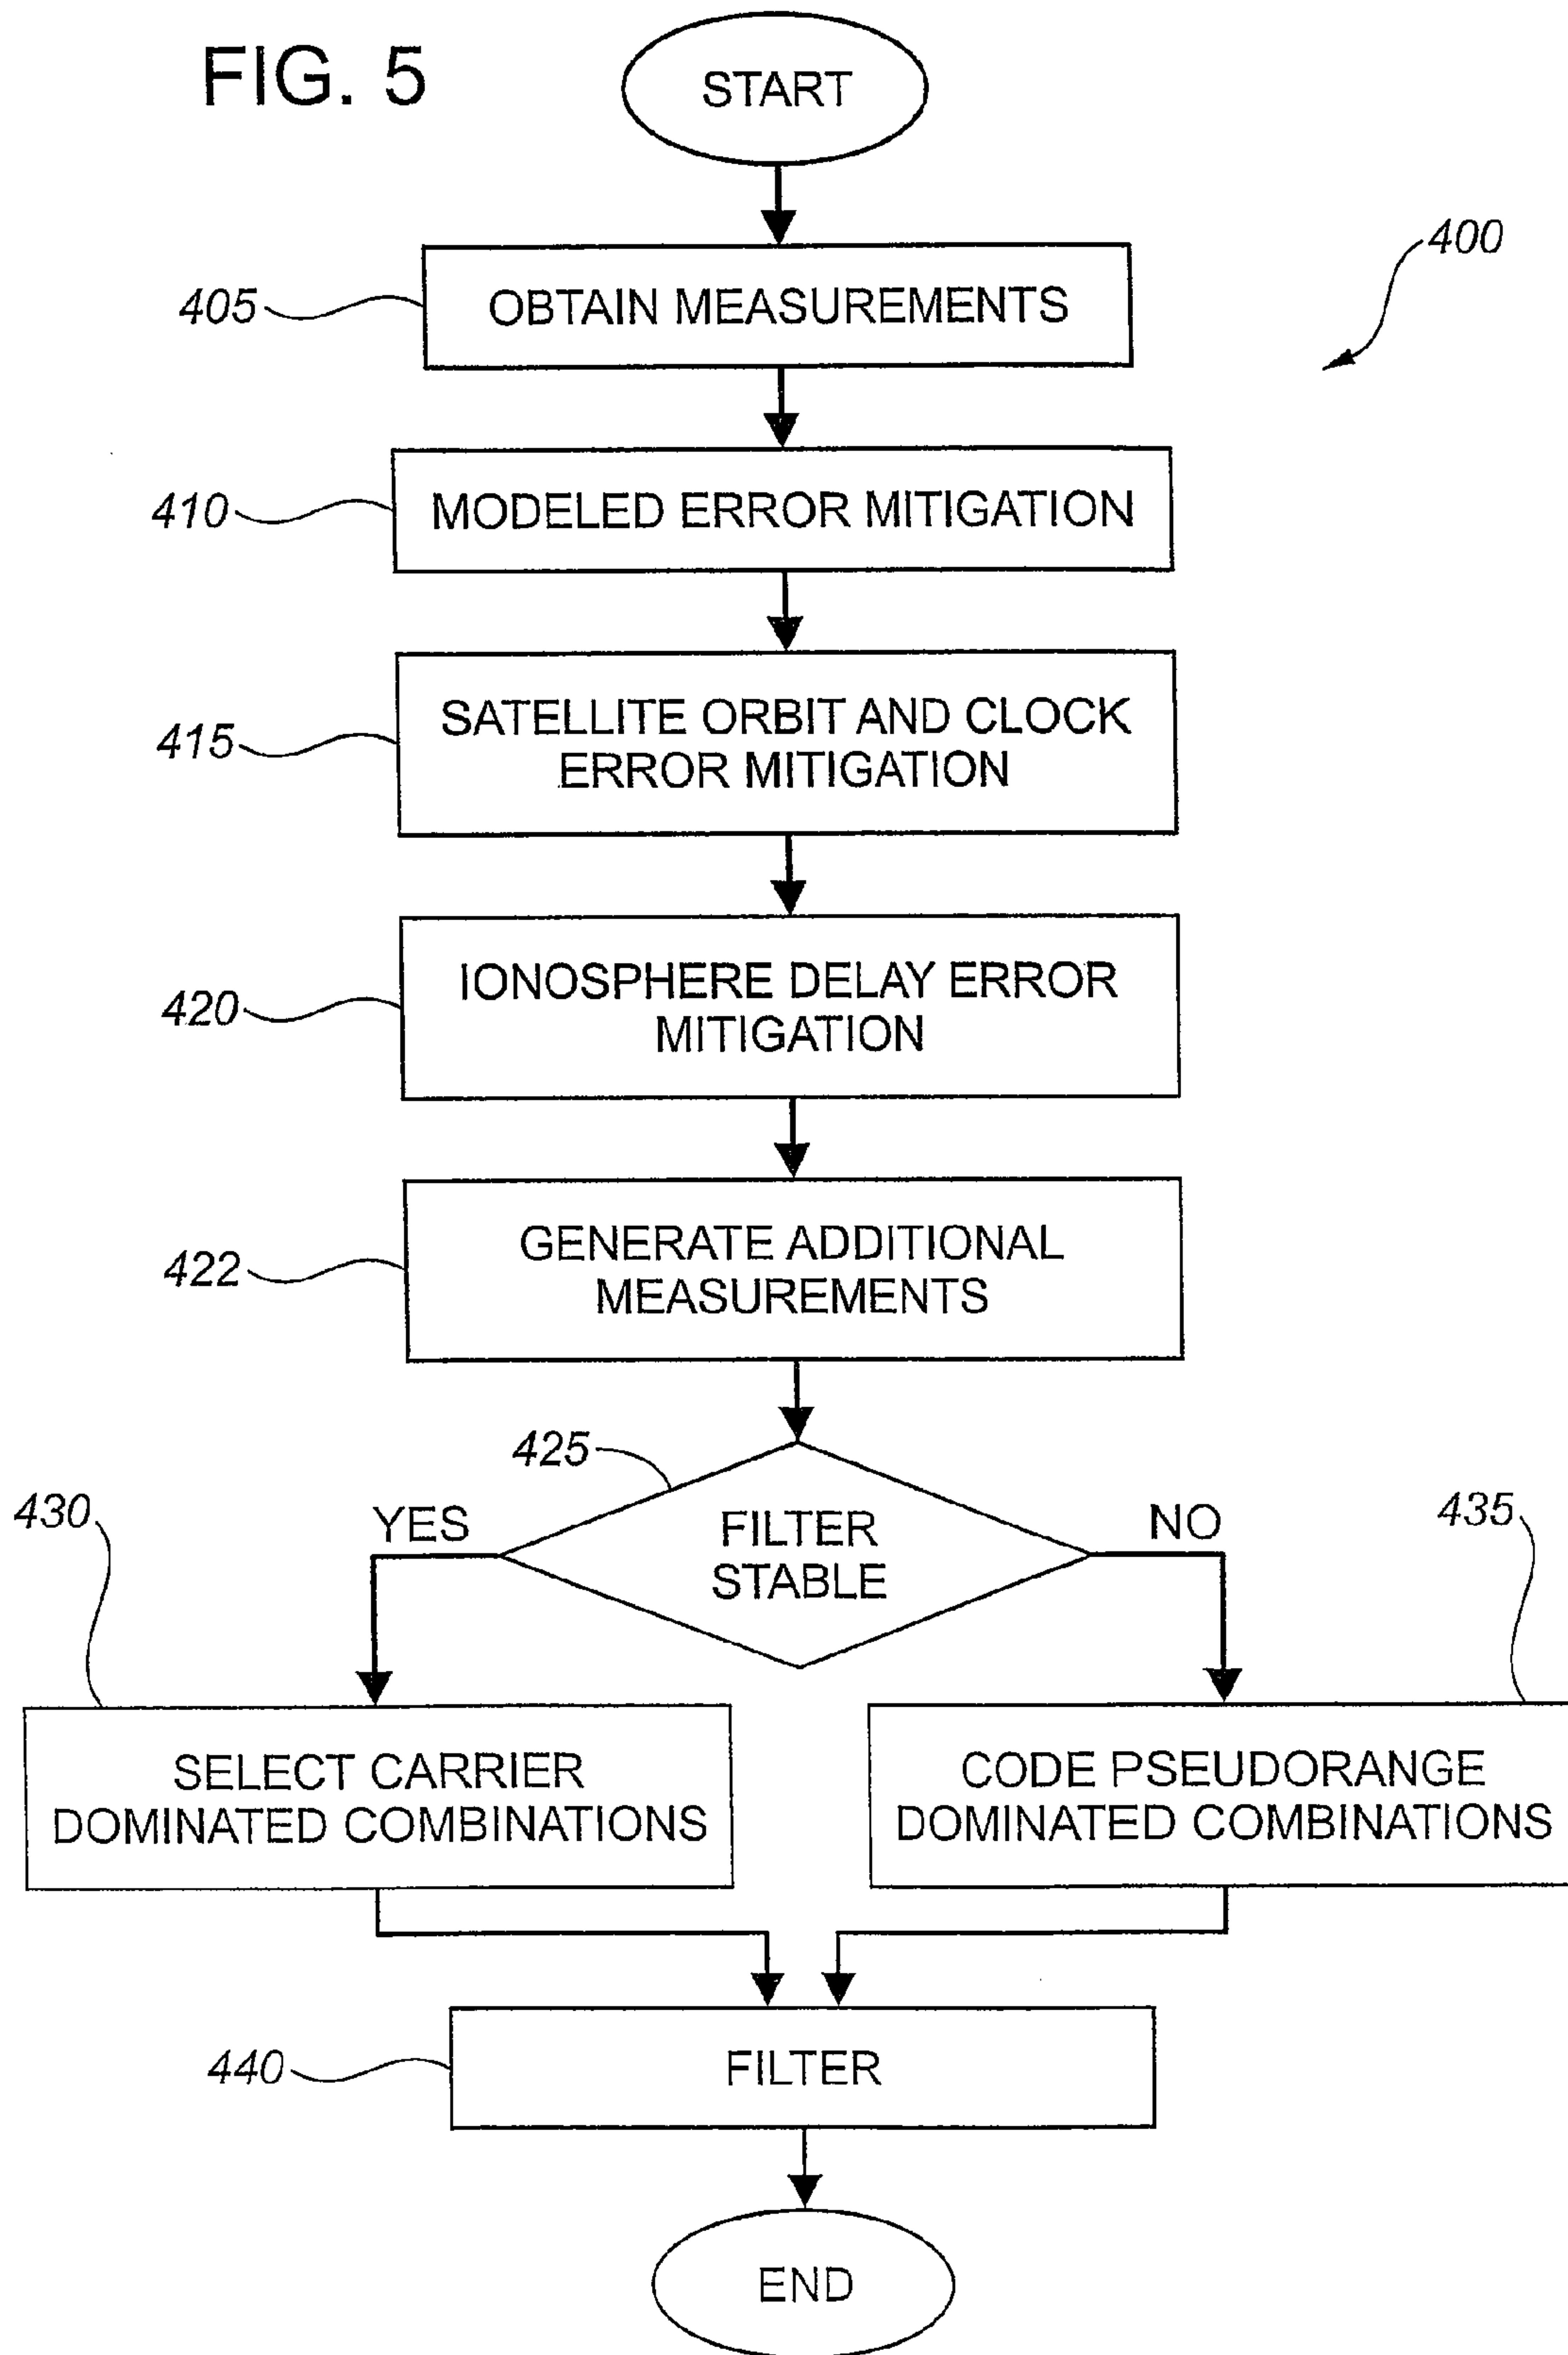 FIG. 5
START
400
405
OBTAIN MEASUREMENTS
410
MODELED ERROR MITIGATION
415
SATELLITE ORBIT AND CLOCK
ERROR MITIGATION
420
IONOSPHERE DELAY ERROR
MITIGATION
422
GENERATE ADDITIONAL
MEASUREMENTS
425
FILTER
STABLE
YES
NO
430
435
SELECT CARRIER
DOMINATED COMBINATIONS
CODE PSEUDORANGE
DOMINATED COMBINATIONS
440
FILTER
END